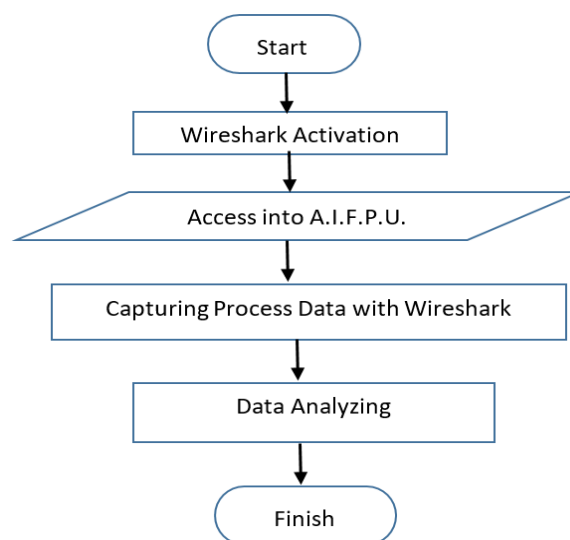 Start
Wireshark Activation
Access into A.I.F.P.U.
Capturing Process Data with Wireshark
Data Analyzing
Finish